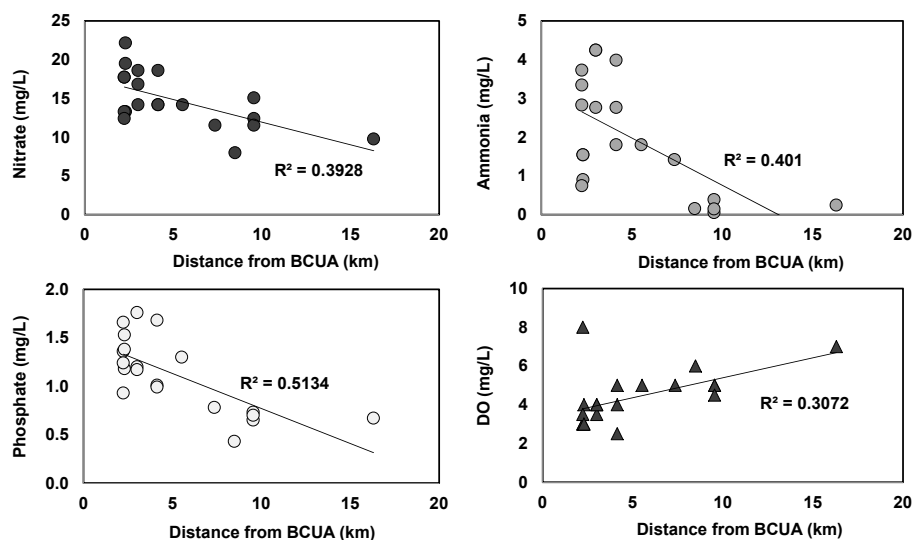 25
20
15
10
5
0
Nitrate (mg/L)
R² = 0.3928
0 5 10 15 20
Distance from BCUA (km)
5
4
3
2
1
0
Ammonia (mg/L)
R² = 0.401
0 5 10 15 20
Distance from BCUA (km)
2.0
1.5
1.0
0.5
0.0
Phosphate (mg/L)
R² = 0.5134
0 5 10 15 20
Distance from BCUA (km)
10
8
6
4
2
0
DO (mg/L)
R² = 0.3072
0 5 10 15 20
Distance from BCUA (km)